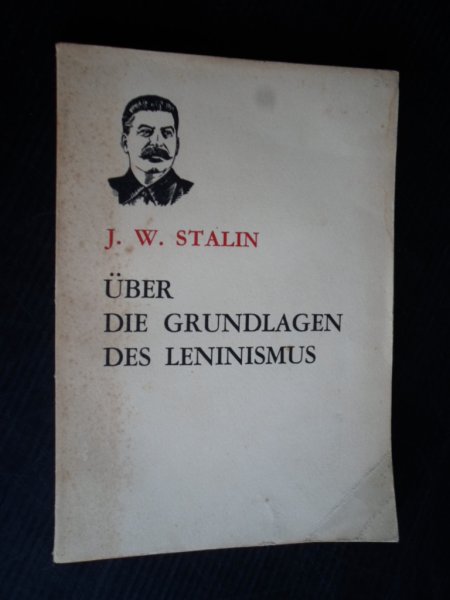 J. W. STALIN
ÜBER
DIE GRUNDLAGEN
DES LENINISMUS